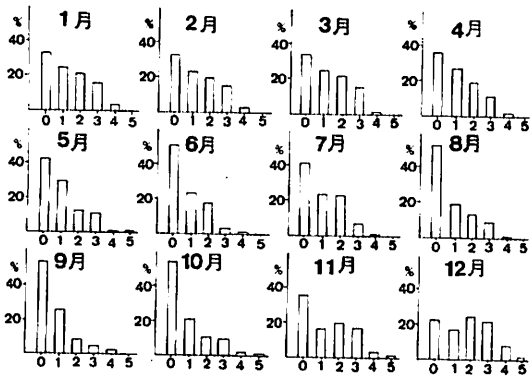 % 1月 40 20 0 1 2 3 4 5
% 2月 40 20 0 1 2 3 4 5
% 3月 40 20 0 1 2 3 4 5
% 4月 40 20 0 1 2 3 4 5
% 5月 40 20 0 1 2 3 4 5
% 6月 40 20 0 1 2 3 4 5
% 7月 40 20 0 1 2 3 4 5
% 8月 40 20 0 1 2 3 4 5
% 9月 40 20 0 1 2 3 4 5
% 10月 40 20 0 1 2 3 4 5
% 11月 40 20 0 1 2 3 4 5
% 12月 40 20 0 1 2 3 4 5